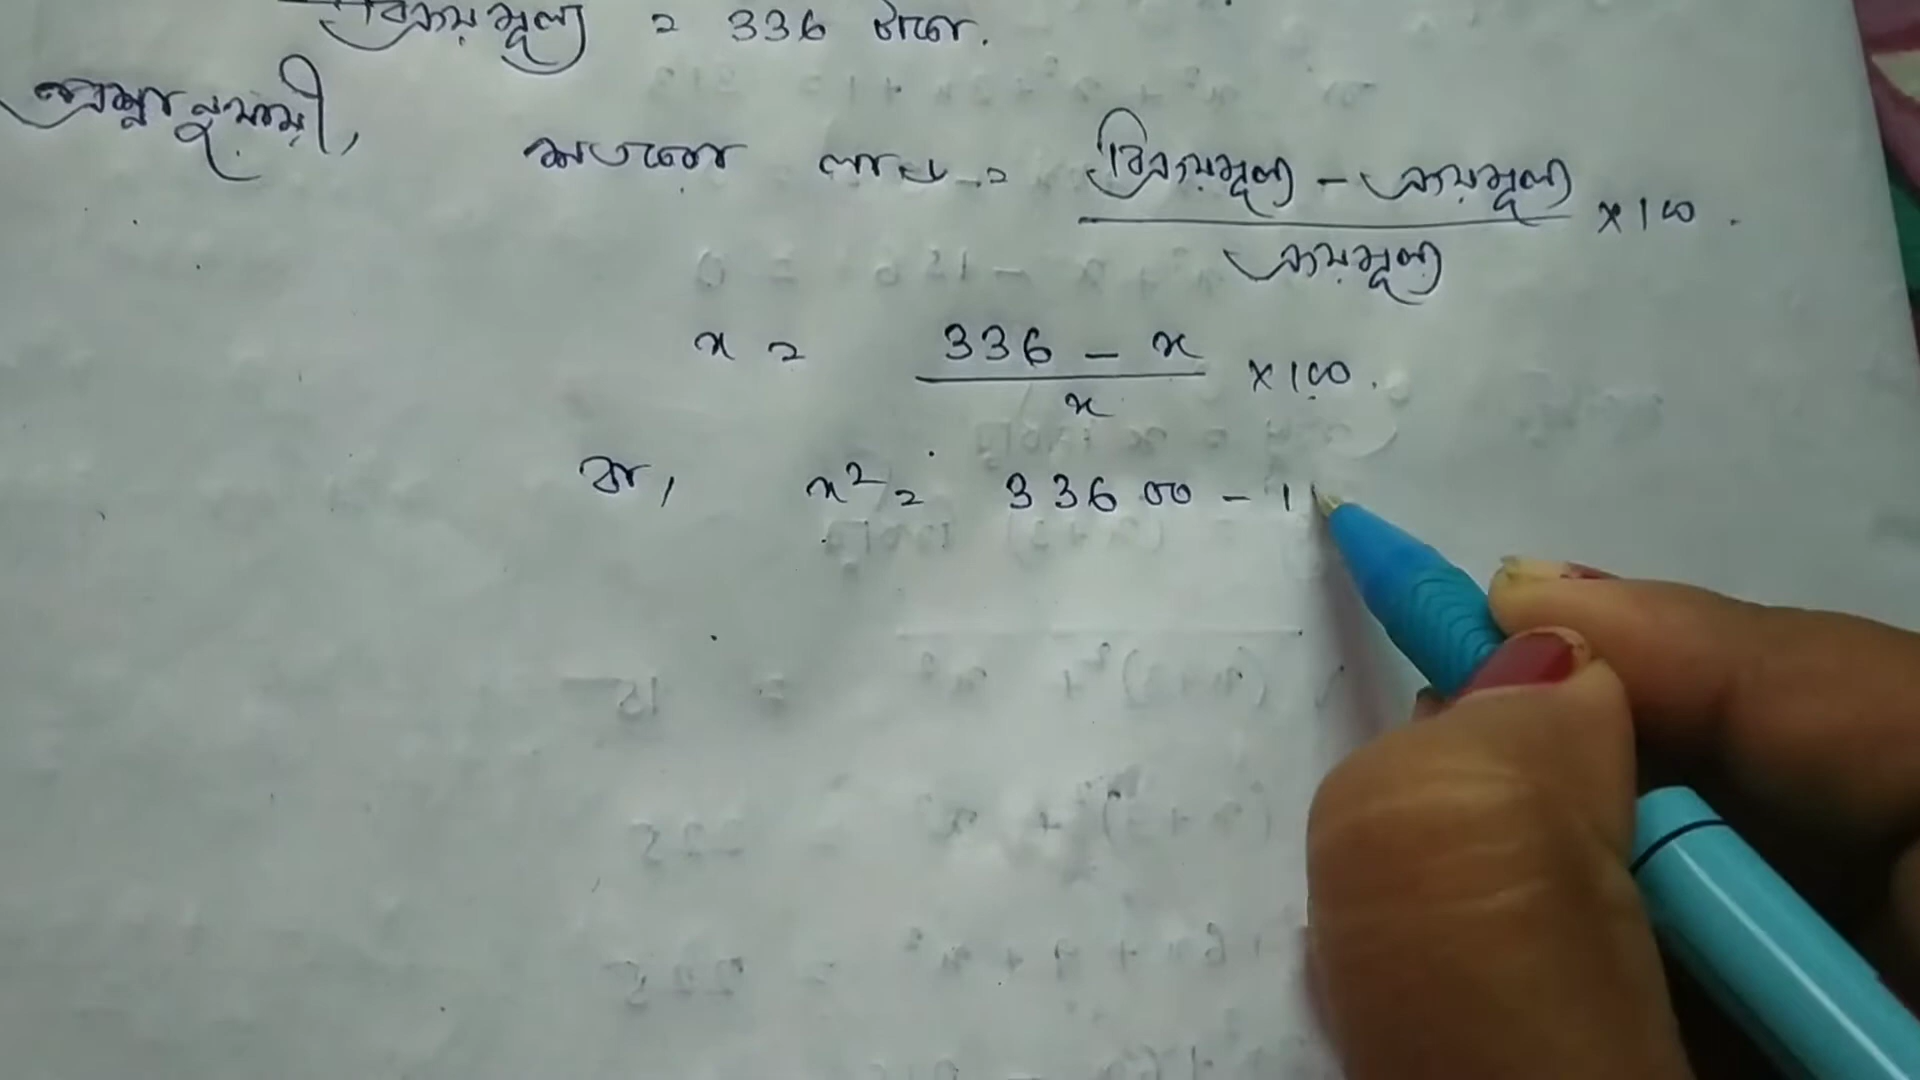 বিক্রয়মূল্য = 336 টাকা.
প্রশ্নানুযায়ী,
শতকরা লাভ = বিক্রয়মূল্য - ক্রয়মূল্য / ক্রয়মূল্য × 100.
x = 336 - x / x × 100.
বা, x² = 33600 - 1